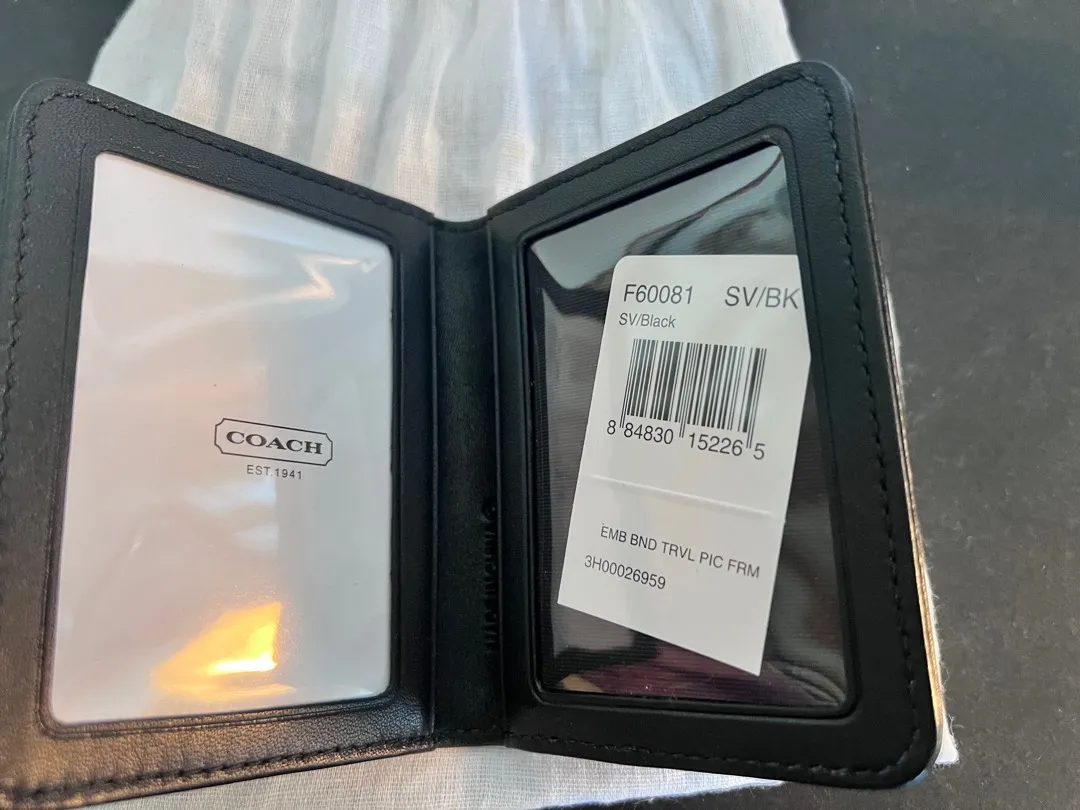 COACH
EST. 1941
F60081 SV/BK
SV/Black
8 84830 15226 5
EMB BND TRVL PIC FRM
3H00026959